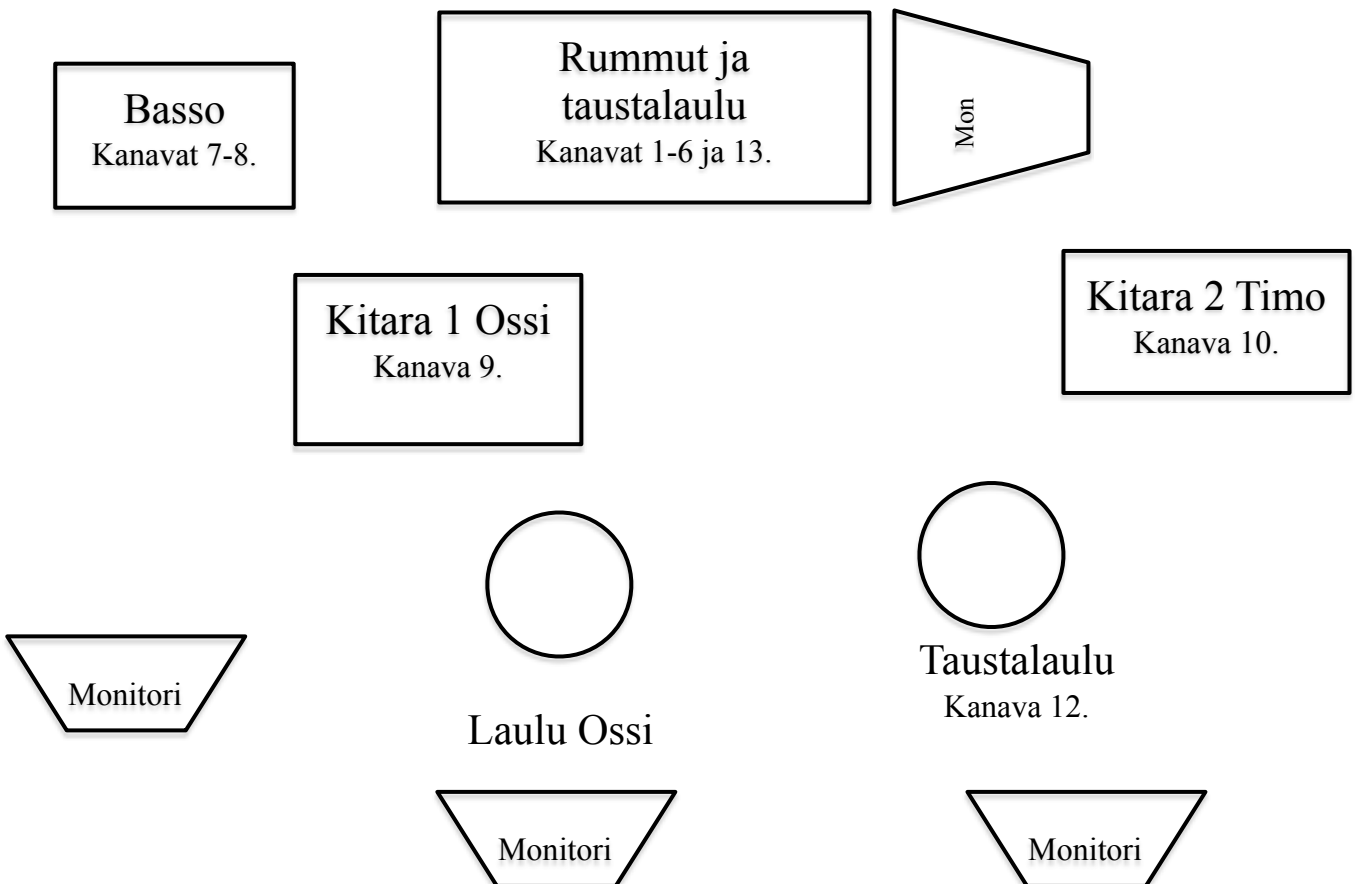 Basso
Kanavat 7-8.
Rummut ja
taustalaulu
Kanavat 1-6 ja 13.
Mon
Kitara 1 Ossi
Kanava 9.
Kitara 2 Timo
Kanava 10.
Monitori
Laulu Ossi
Taustalaulu
Kanava 12.
Monitori
Monitori